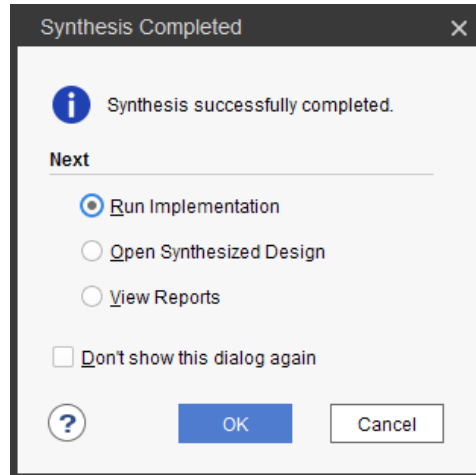 Synthesis Completed
Synthesis successfully completed.
Next
Run Implementation
Open Synthesized Design
View Reports
Don't show this dialog again
?
OK
Cancel